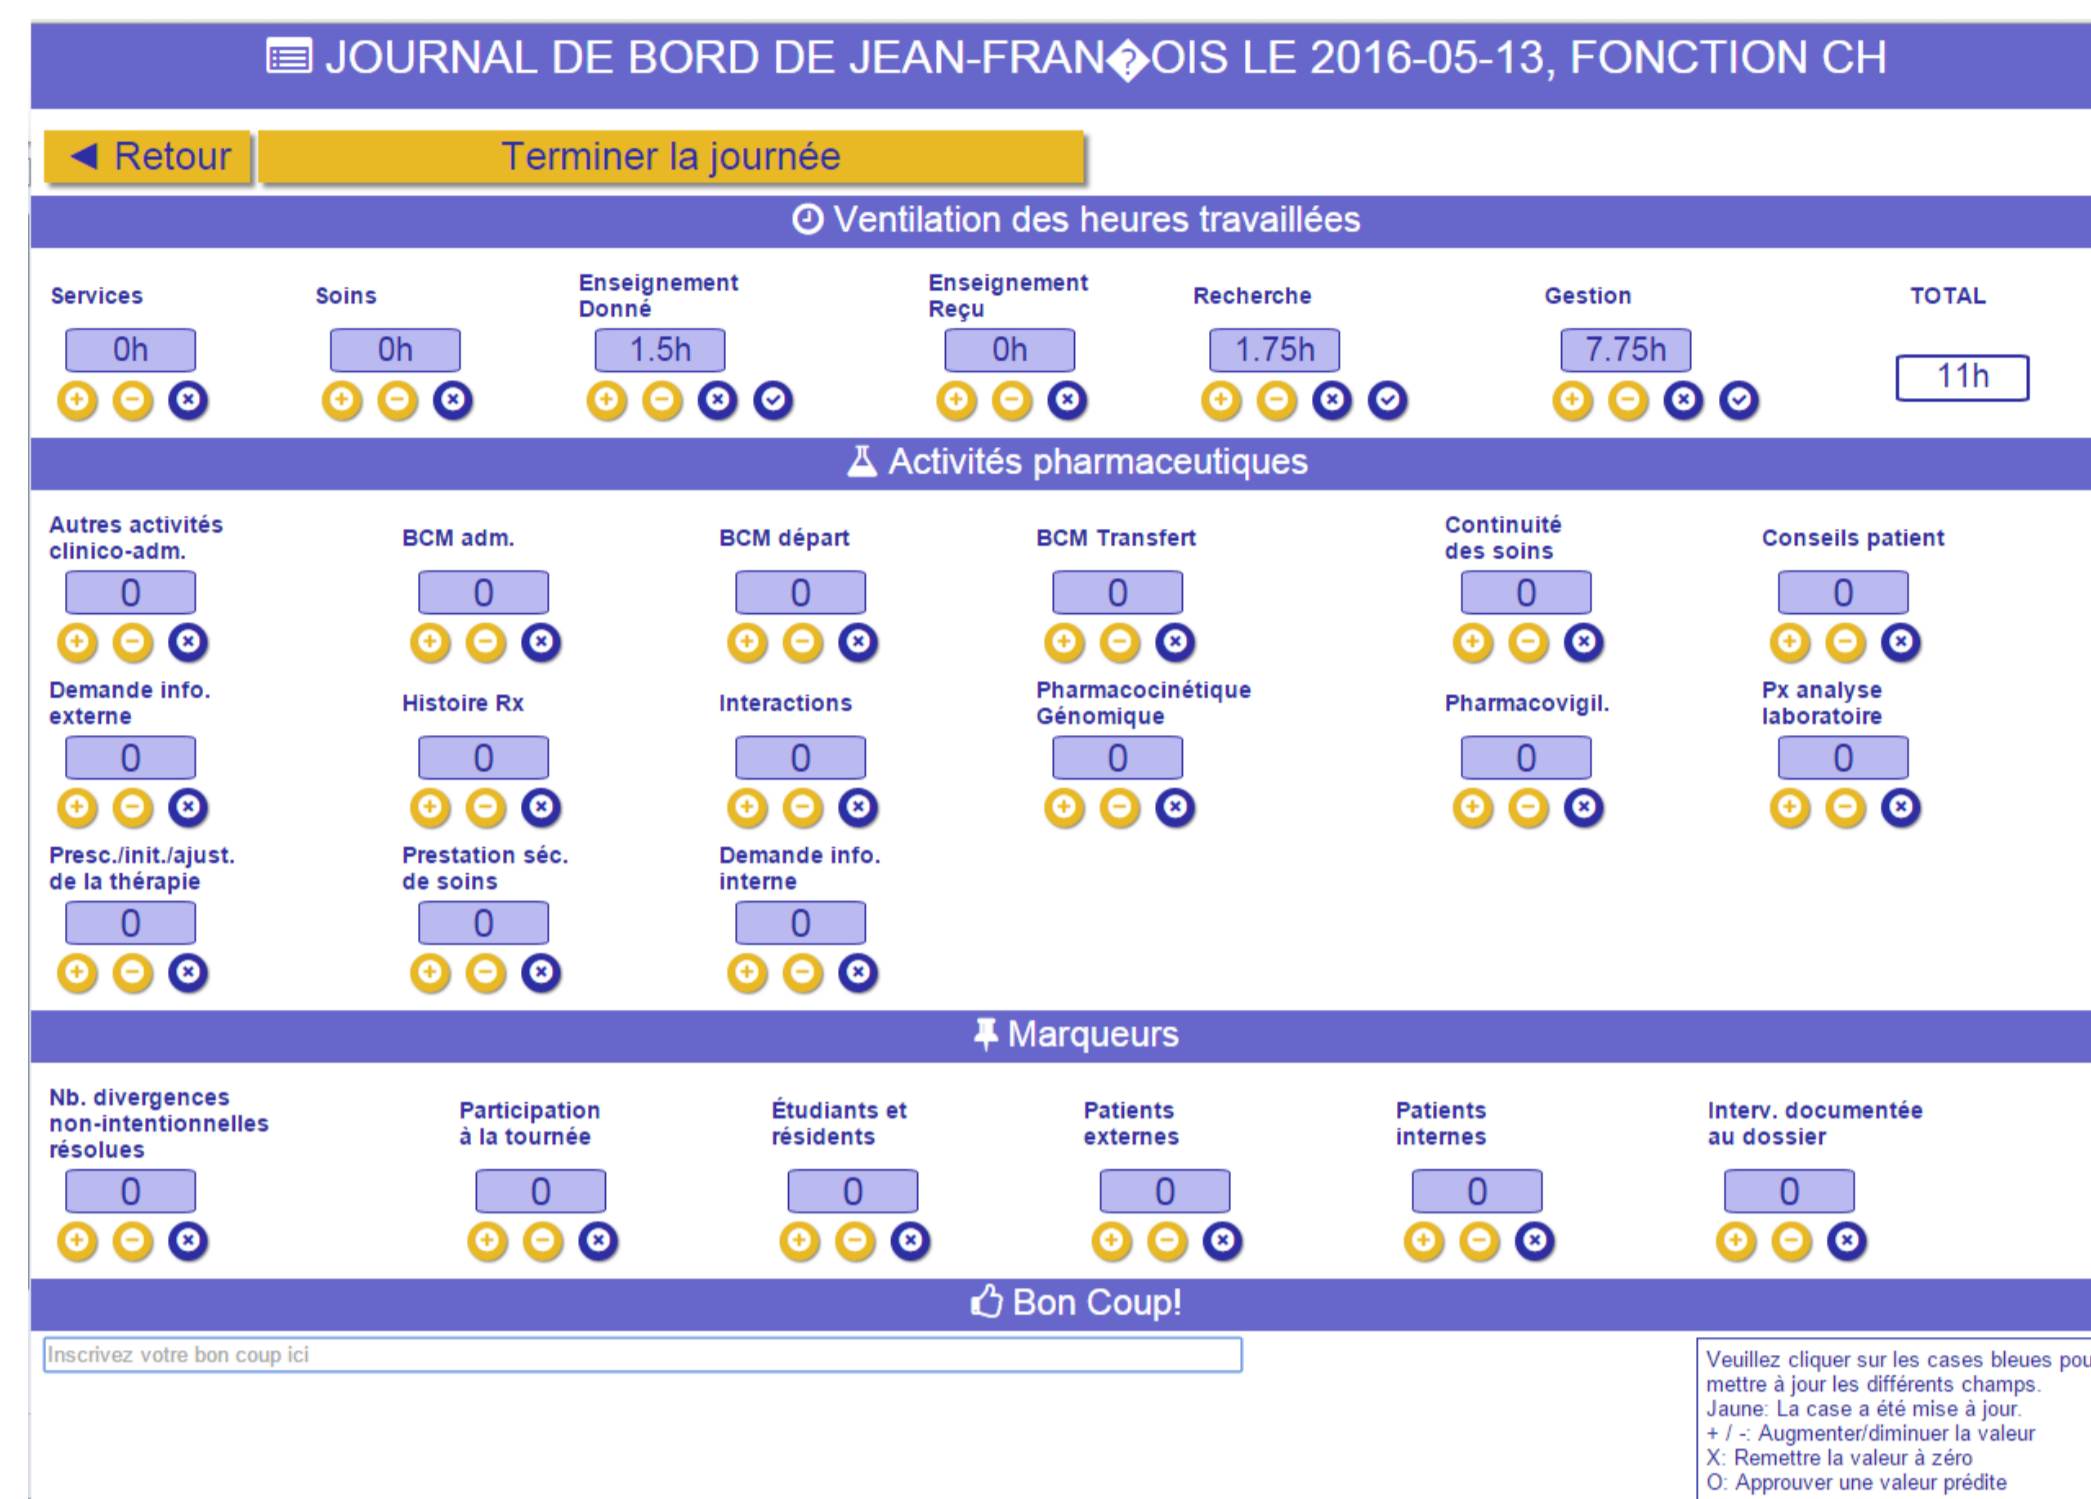 JOURNAL DE BORD DE JEAN-FRAN�OIS LE 2016-05-13, FONCTION CH
◄ Retour
Terminer la journée
Ventilation des heures travaillées
Services
Soins
Enseignement
Donné
Enseignement
Reçu
Recherche
Gestion
TOTAL
0h
0h
1.5h
0h
1.75h
7.75h
11h
Activités pharmaceutiques
Autres activités
clinico-adm.
BCM adm.
BCM départ
BCM Transfert
Continuité
des soins
Conseils patient
0
0
0
0
0
0
Demande info.
externe
Histoire Rx
Interactions
Pharmacocinétique
Génomique
Pharmacovigil.
Px analyse
laboratoire
0
0
0
0
0
0
Presc./init./ajust.
de la thérapie
Prestation séc.
de soins
Demande info.
interne
0
0
0
Marqueurs
Nb. divergences
non-intentionnelles
résolues
Participation
à la tournée
Étudiants et
résidents
Patients
externes
Patients
internes
Interv. documentée
au dossier
0
0
0
0
0
0
Bon Coup!
Inscrivez votre bon coup ici
Veuillez cliquer sur les cases bleues pou
mettre à jour les différents champs.
Jaune: La case a été mise à jour.
+ / -: Augmenter/diminuer la valeur
X: Remettre la valeur à zéro
O: Approuver une valeur prédite